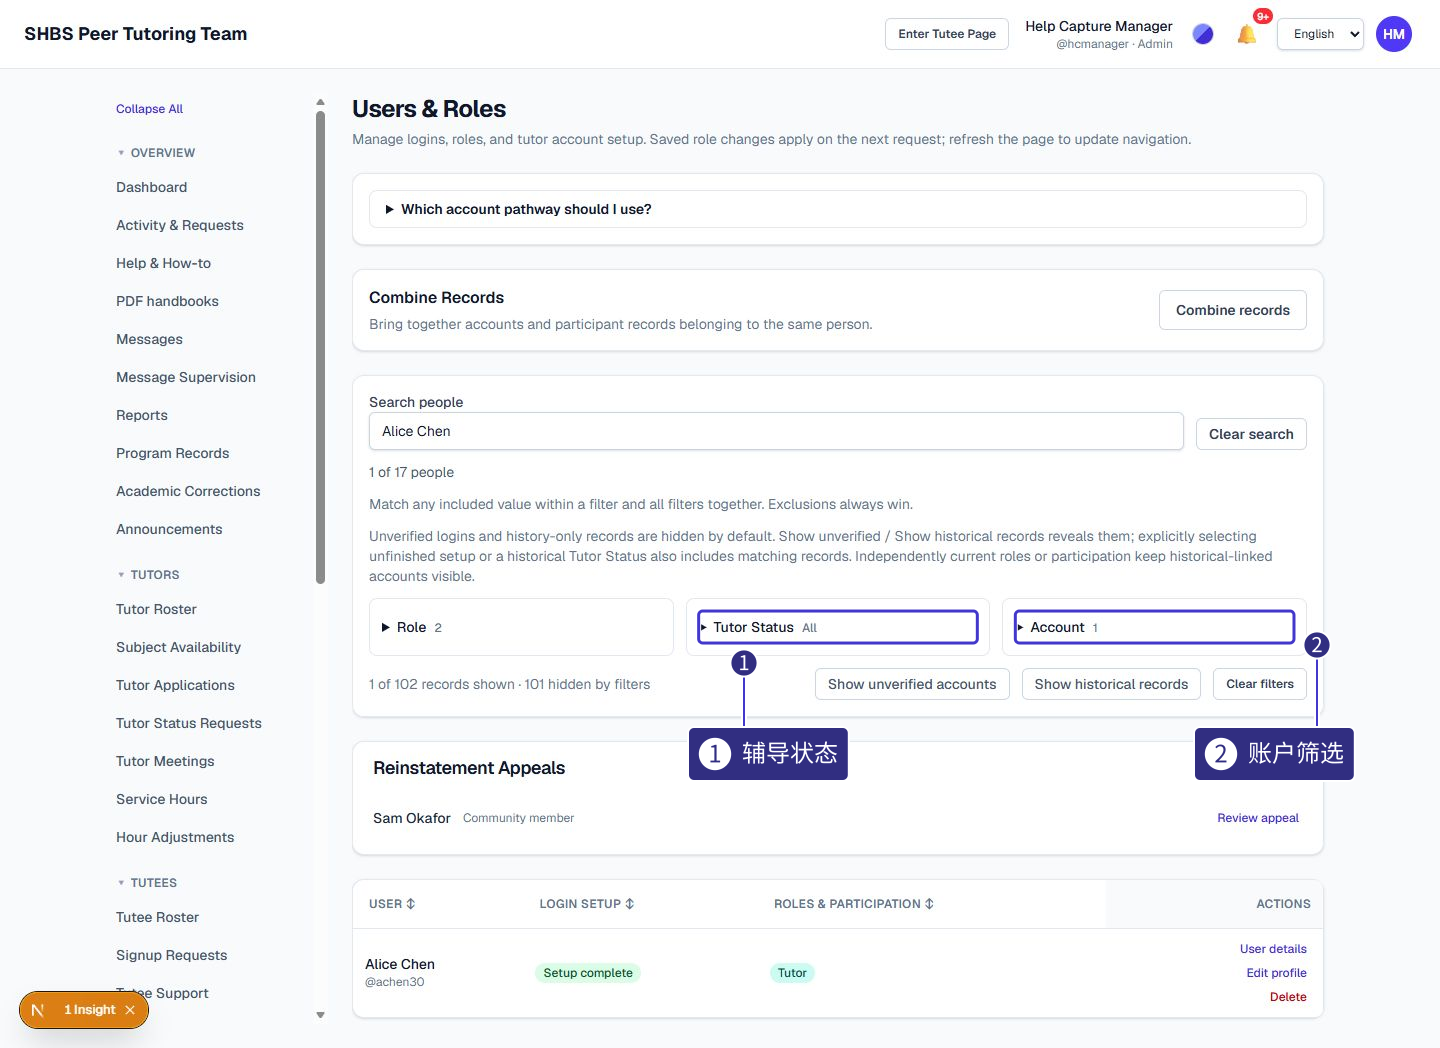 SHBS Peer Tutoring Team
Enter Tutee Page
Help Capture Manager
@hcmanager · Admin
9+
English
HM
Collapse All
OVERVIEW
Dashboard
Activity & Requests
Help & How-to
PDF handbooks
Messages
Message Supervision
Reports
Program Records
Academic Corrections
Announcements
TUTORS
Tutor Roster
Subject Availability
Tutor Applications
Tutor Status Requests
Tutor Meetings
Service Hours
Hour Adjustments
TUTEES
Tutee Roster
Signup Requests
Tutee Support
N 1 Insight ×
Users & Roles
Manage logins, roles, and tutor account setup. Saved role changes apply on the next request; refresh the page to update navigation.
Which account pathway should I use?
Combine Records
Bring together accounts and participant records belonging to the same person.
Combine records
Search people
Alice Chen
Clear search
1 of 17 people
Match any included value within a filter and all filters together. Exclusions always win.
Unverified logins and history-only records are hidden by default. Show unverified / Show historical records reveals them; explicitly selecting
unfinished setup or a historical Tutor Status also includes matching records. Independently current roles or participation keep historical-linked
accounts visible.
Role 2
Tutor Status All
Account 1
1
2
1 of 102 records shown · 101 hidden by filters
Show unverified accounts
Show historical records
Clear filters
1 辅导状态
2 账户筛选
Reinstatement Appeals
Sam Okafor Community member
Review appeal
USER
LOGIN SETUP
ROLES & PARTICIPATION
ACTIONS
Alice Chen
@achen30
Setup complete
Tutor
User details
Edit profile
Delete